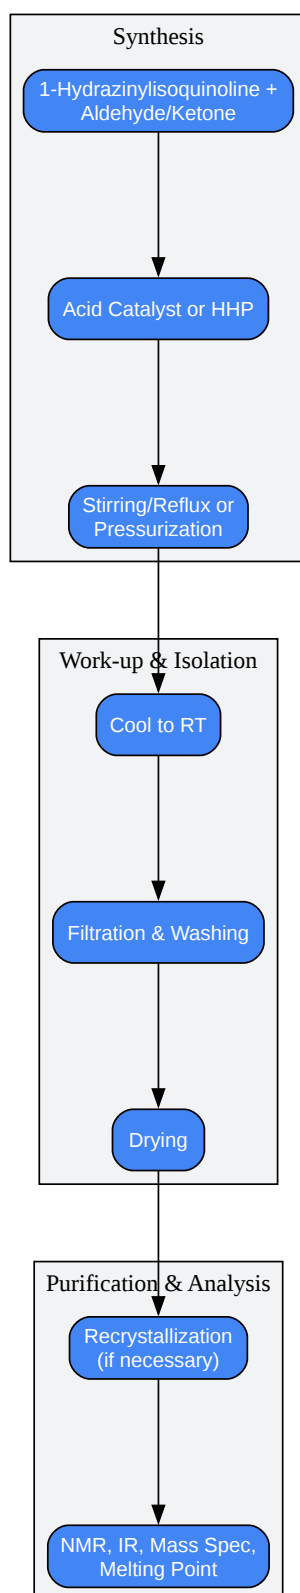 Synthesis
1-Hydrazinylisoquinoline +
Aldehyde/Ketone
Acid Catalyst or HHP
Stirring/Reflux or
Pressurization
Work-up & Isolation
Cool to RT
Filtration & Washing
Drying
Purification & Analysis
Recrystallization
(if necessary)
NMR, IR, Mass Spec,
Melting Point